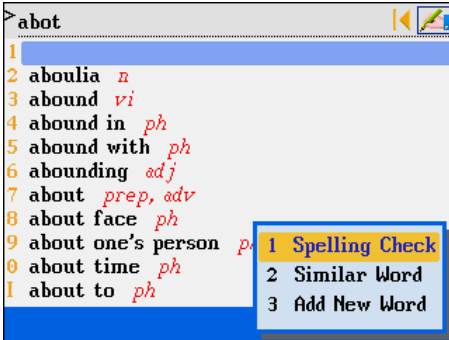 >abot
1
2 aboulia n
3 abound vi
4 abound in ph
5 abound with ph
6 abounding adj
7 about prep, adv
8 about face ph
9 about one's person
0 about time ph
I about to ph
1 Spelling Check
2 Similar Word
3 Add New Word